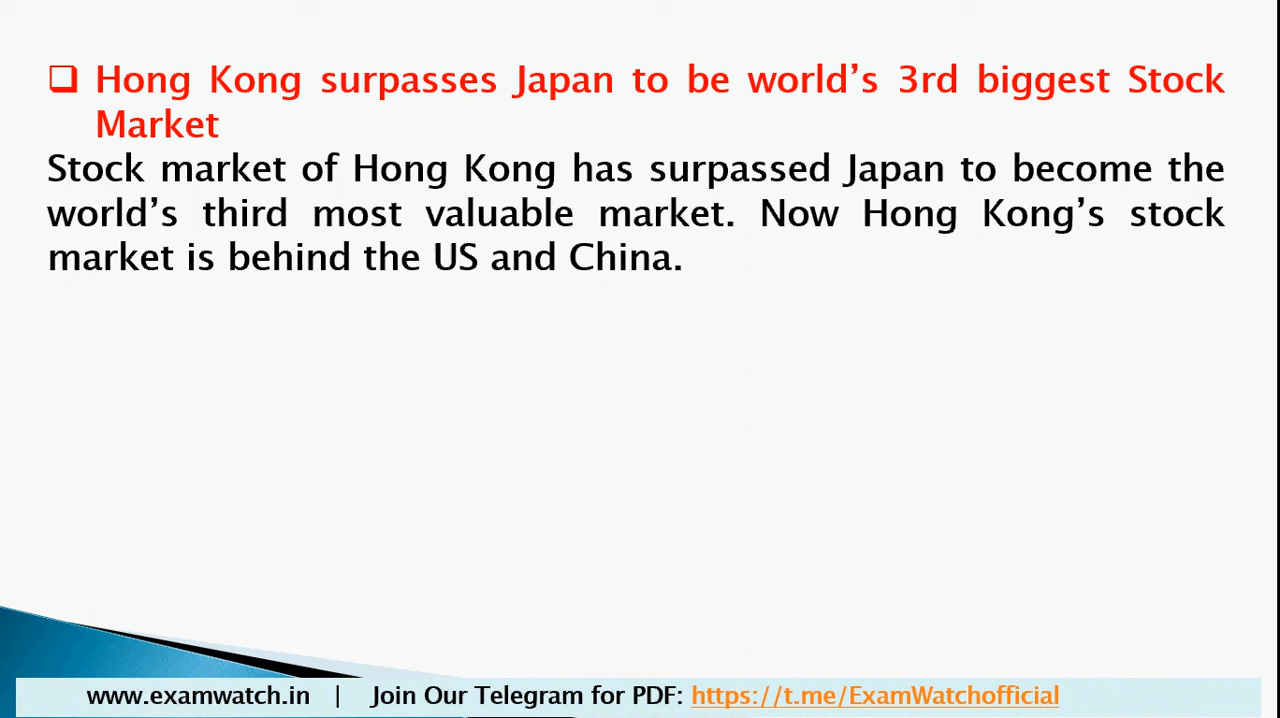 ❑ Hong Kong surpasses Japan to be world’s 3rd biggest Stock
Market
Stock market of Hong Kong has surpassed Japan to become the
world’s third most valuable market. Now Hong Kong’s stock
market is behind the US and China.
www.examwatch.in | Join Our Telegram for PDF: https://t.me/ExamWatchofficial